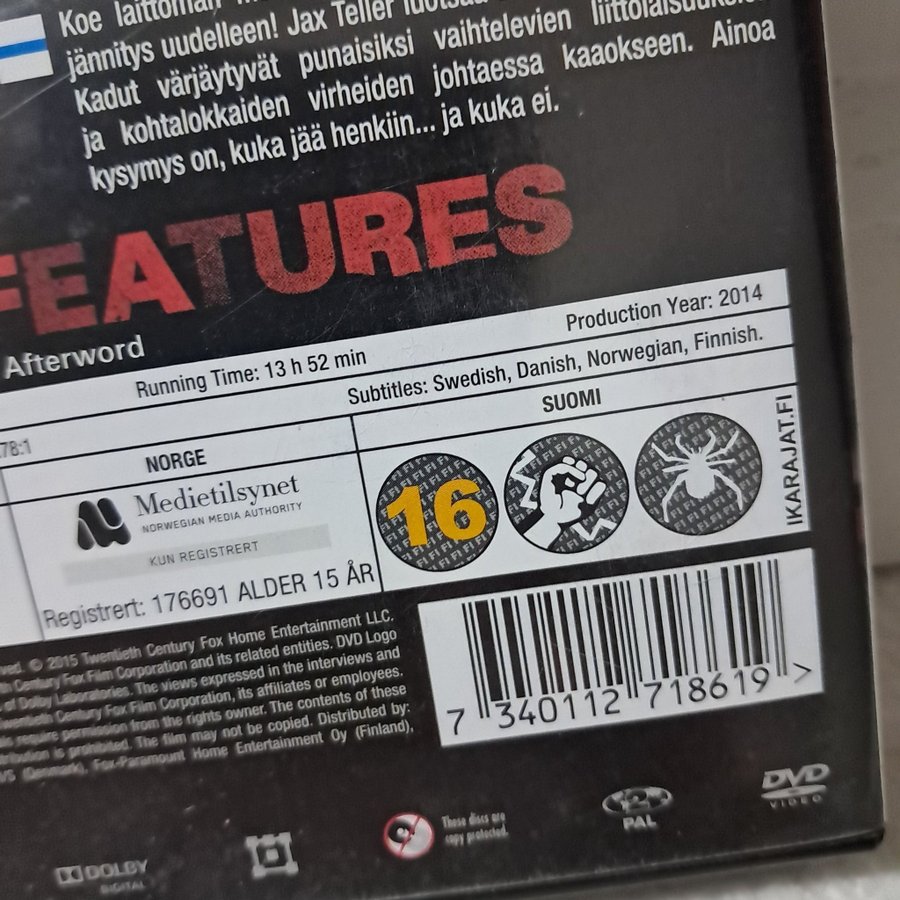 Koe laittoman
jännitys uudelleen! Jax Teller
Kadut värjäytyvät punaisiksi vaihtelevien
ja kohtalokkaiden virheiden johtaessa kaaokseen. Ainoa
kysymys on, kuka jää henkiin... ja kuka ei.
FEATURES
Afterword
Production Year: 2014
Running Time: 13 h 52 min
Subtitles: Swedish, Danish, Norwegian, Finnish.
.78:1
NORGE
SUOMI
Medietilsynet
NORWEGIAN MEDIA AUTHORITY
KUN REGISTRERT
Registrert: 176691 ALDER 15 ÅR
16
IKARAJAT.FI
© 2015 Twentieth Century Fox Home Entertainment LLC.
Century Fox Film Corporation and its related entities. DVD Logo
of Dolby Laboratories. The views expressed in the interviews and
Twentieth Century Fox Film Corporation, its affiliates or employees.
require permission from the rights owner. The contents of these
is prohibited. The film may not be copied. Distributed by:
(Denmark), Fox-Paramount Home Entertainment Oy (Finland),
7 340112 718619 >
DOLBY
DIGITAL
These discs are
copy protected.
2
PAL
DVD
VIDEO